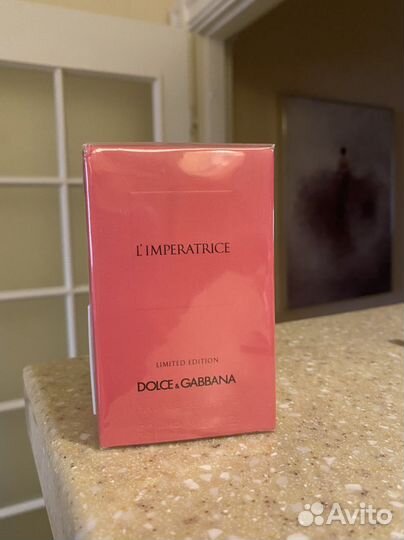 L'IMPERATRICE
LIMITED EDITION
DOLCE & GABBANA
Avito